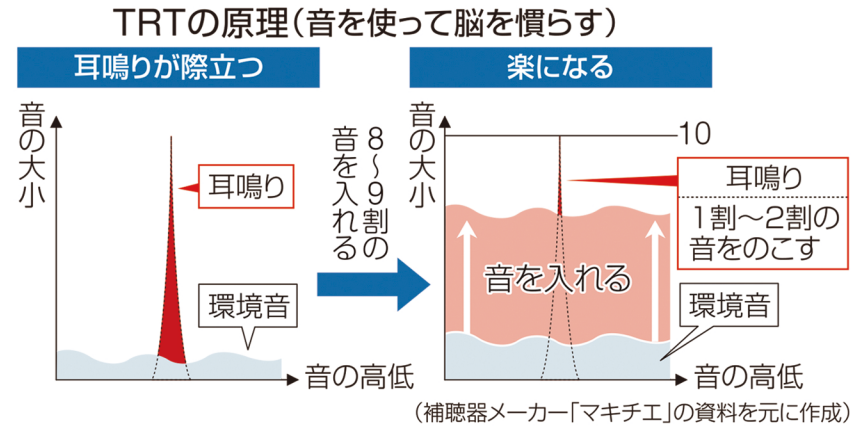 TRTの原理(音を使って脳を慣らす)
耳鳴りが際立つ
音の大小
耳鳴り
環境音
音の高低
8〜9割の
音を入れる
楽になる
音の大小
10
耳鳴り
1割〜2割の
音をのこす
音を入れる
環境音
音の高低
(補聴器メーカー「マキチエ」の資料を元に作成)